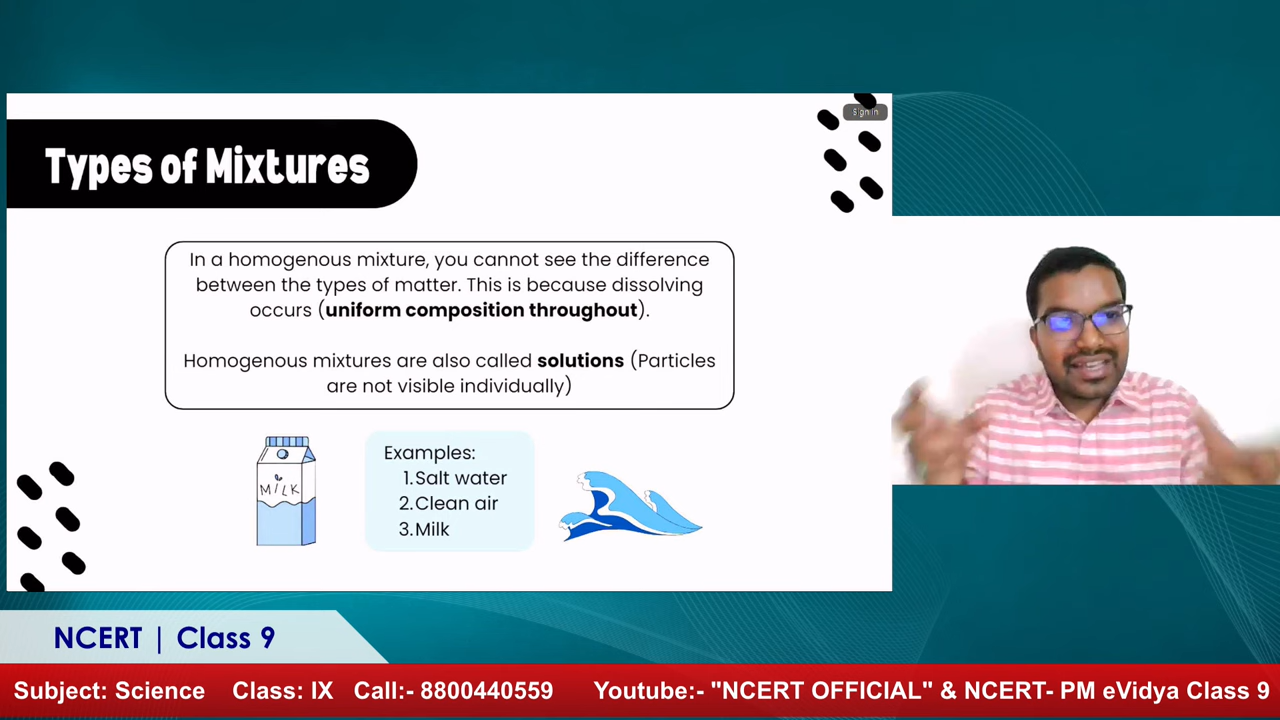 Sign in
Types of Mixtures
In a homogenous mixture, you cannot see the difference
between the types of matter. This is because dissolving
occurs (uniform composition throughout).
Homogenous mixtures are also called solutions (Particles
are not visible individually)
MILK
Examples:
1.Salt water
2.Clean air
3.Milk
NCERT | Class 9
Subject: Science Class: IX Call:- 8800440559 Youtube:- "NCERT OFFICIAL" & NCERT- PM eVidya Class 9